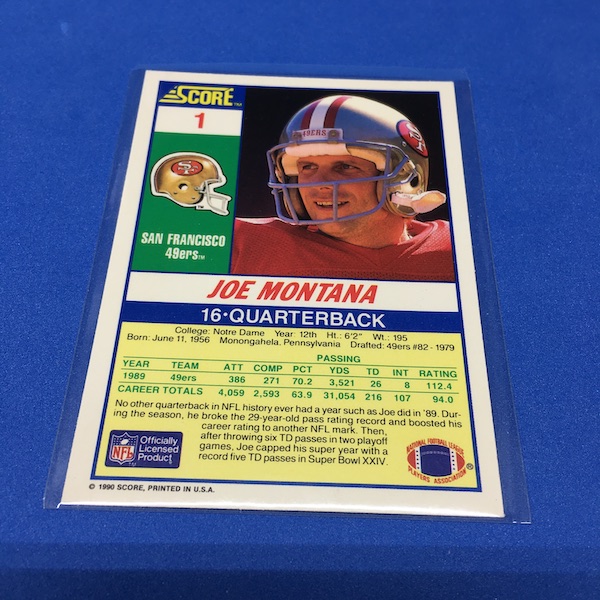 SCORE™
1
49ERS
SAN FRANCISCO
49ers™
JOE MONTANA
16•QUARTERBACK
College: Notre Dame Year: 12th Ht.: 6'2" Wt.: 195
Born: June 11, 1956 Monongahela, Pennsylvania Drafted: 49ers #82 - 1979
PASSING
YEAR TEAM ATT COM PCT YDS TD INT RATING
1989 49ers 386 271 70.2 3,521 26 8 112.4
CAREER TOTALS 4,059 2,593 63.9 31,054 216 107 94.0
No other quarterback in NFL history ever had a year such as Joe did in '89. Dur-
ing the season, he broke the 29-year-old pass rating record and boosted his
career rating to another NFL mark. Then,
after throwing six TD passes in two playoff
games, Joe capped his super year with a
record five TD passes in Super Bowl XXIV.
NFL
Officially
Licensed
Product
NATIONAL FOOTBALL LEAGUE
PLAYERS ASSOCIATION
®
© 1990 SCORE, PRINTED IN U.S.A.